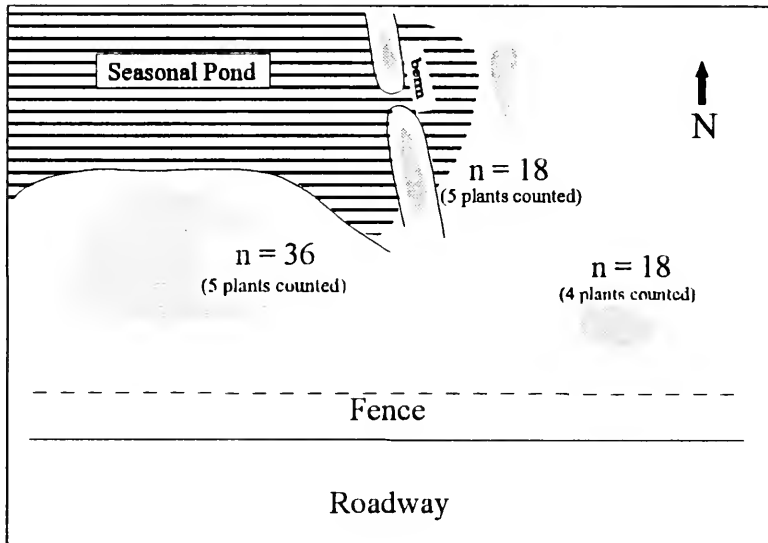 Seasonal Pond
berm
N
n = 18
(5 plants counted)
n = 36
(5 plants counted)
n = 18
(4 plants counted)
Fence
Roadway